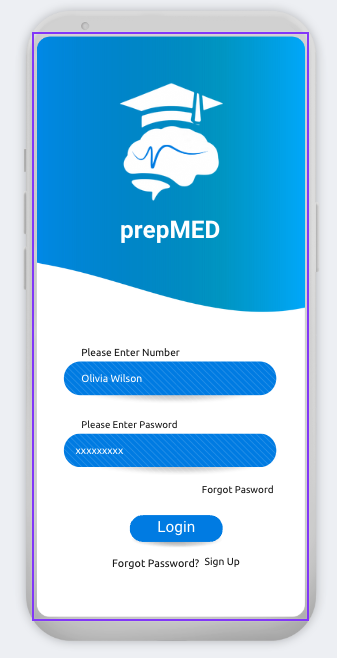 prepMED
Please Enter Number
Olivia Wilson
Please Enter Pasword
xxxxxxxxx
Forgot Pasword
Login
Forgot Password? Sign Up